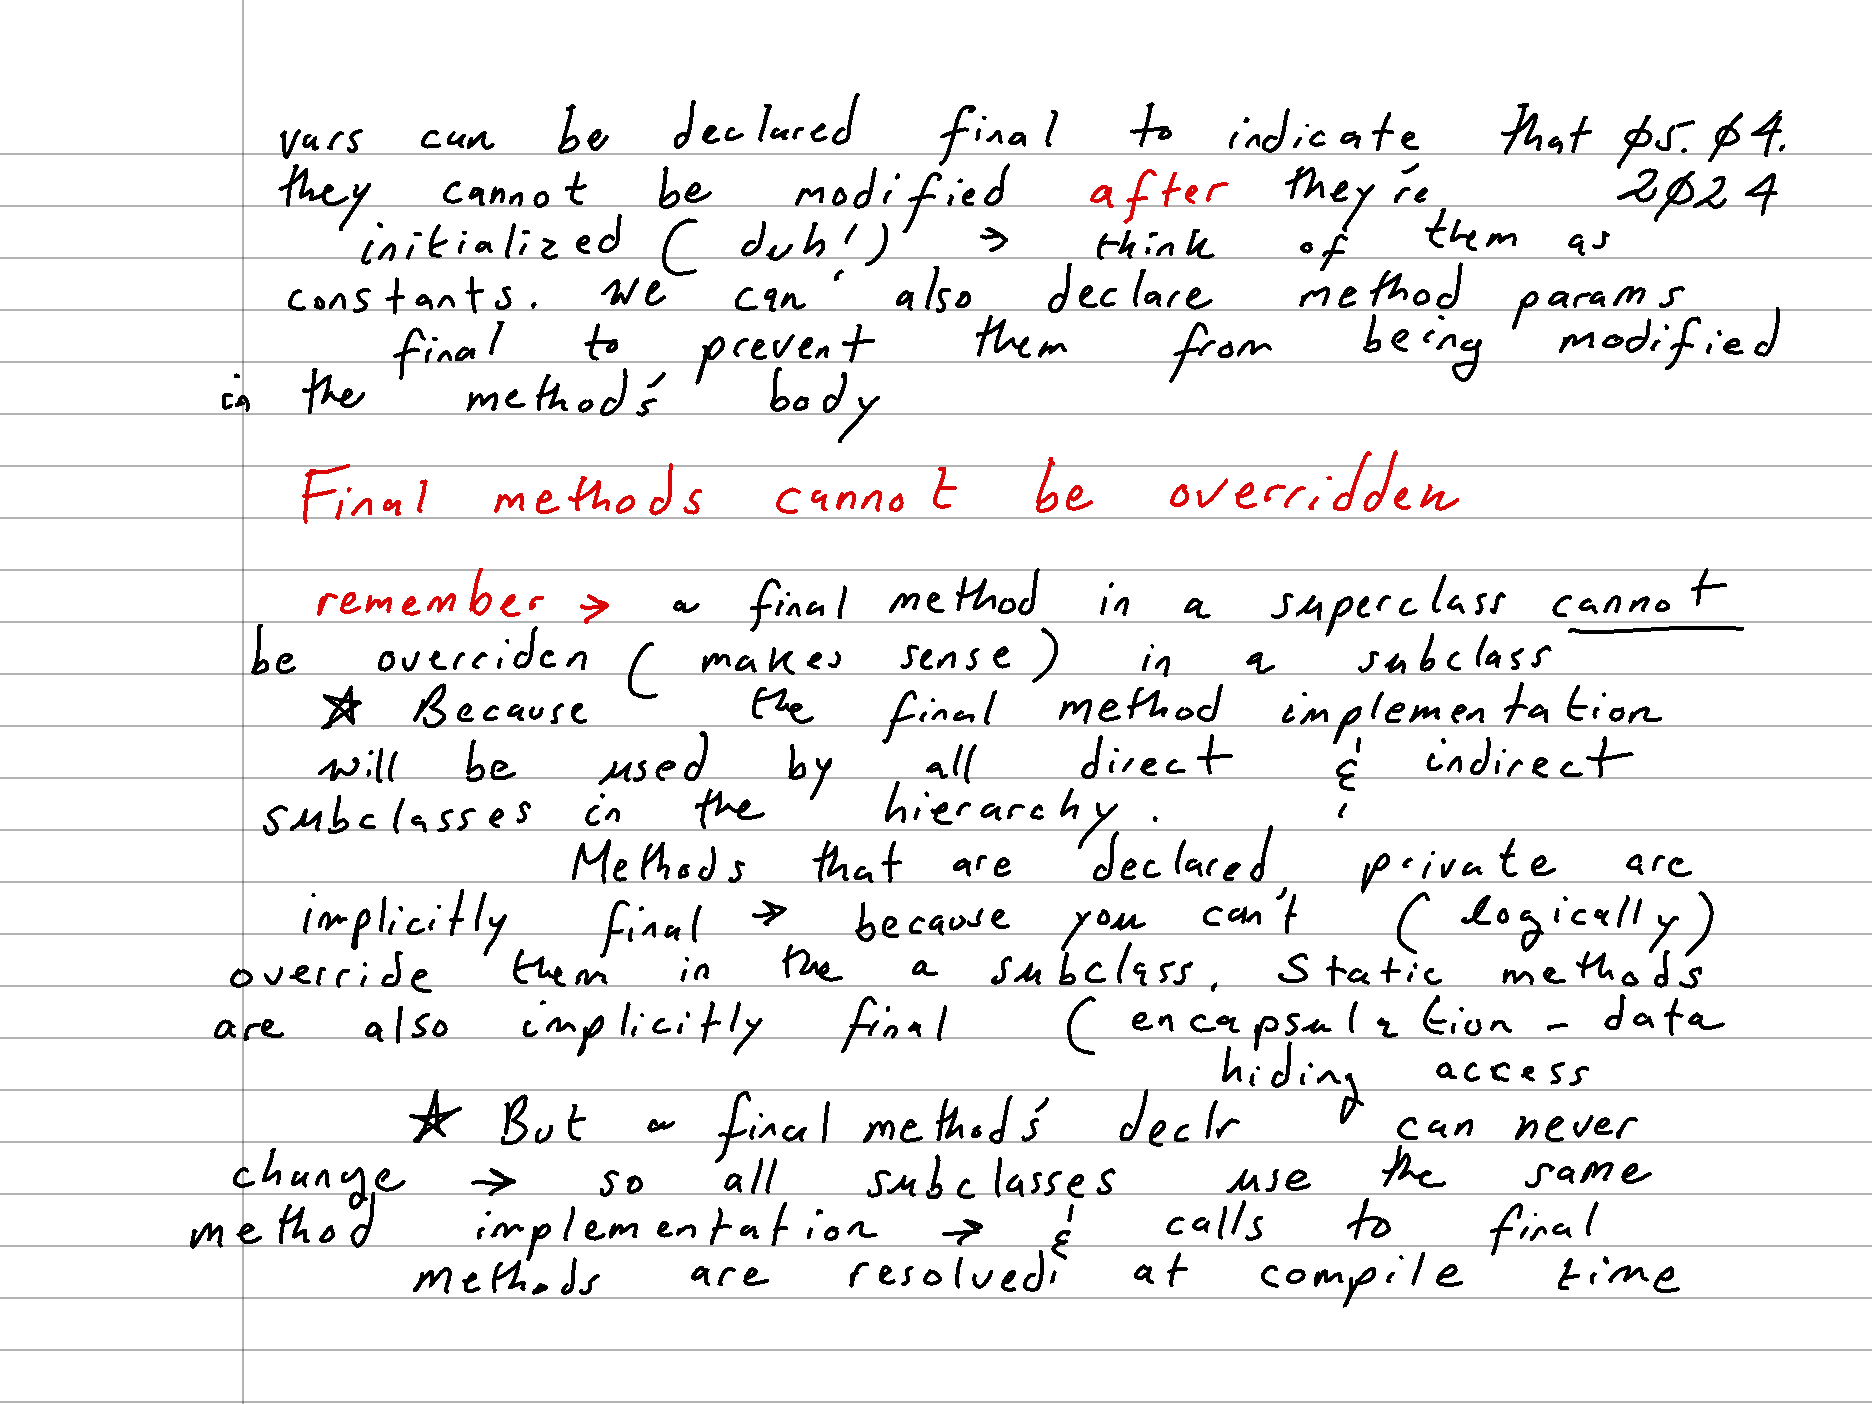 vars can be declared final to indicate that 05.04.
they cannot be modified after they're 2024
initialized (duh!) → think of them as
constants. we can also declare method params
final to prevent them from being modified
in the method's body
Final methods cannot be overridden
remember → a final method in a superclass cannot
be overriden (makes sense) in a subclass
☆ Because the final method implementation
will be used by all direct & indirect
subclasses in the hierarchy.
Methods that are declared private are
implicitly final → because you can't (logically)
override them in the a subclass. Static methods
are also implicitly final (encapsulation - data
hiding access
☆ But a final method's declr can never
change → so all subclasses use the same
method implementation → & calls to final
methods are resolved at compile time